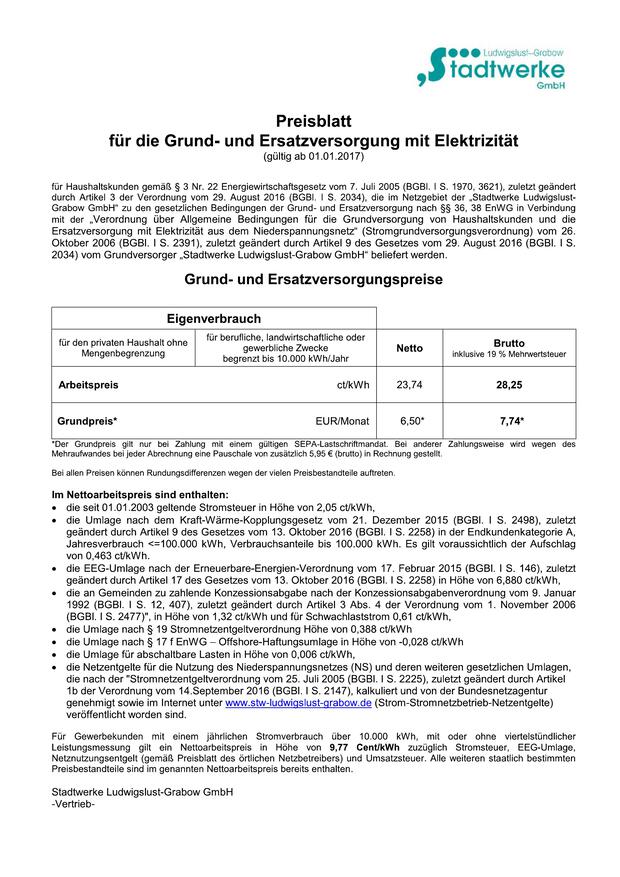 Ludwigslust-Grabow
Stadtwerke
GmbH
Preisblatt
für die Grund- und Ersatzversorgung mit Elektrizität
(gültig ab 01.01.2017)
für Haushaltskunden gemäß § 3 Nr. 22 Energiewirtschaftsgesetz vom 7. Juli 2005 (BGBl. I S. 1970, 3621), zuletzt geändert
durch Artikel 3 der Verordnung vom 29. August 2016 (BGBl. I S. 2034), die im Netzgebiet der „Stadtwerke Ludwigslust-
Grabow GmbH“ zu den gesetzlichen Bedingungen der Grund- und Ersatzversorgung nach §§ 36, 38 EnWG in Verbindung
mit der „Verordnung über Allgemeine Bedingungen für die Grundversorgung von Haushaltskunden und die
Ersatzversorgung mit Elektrizität aus dem Niederspannungsnetz“ (Stromgrundversorgungsverordnung) vom 26.
Oktober 2006 (BGBl. I S. 2391), zuletzt geändert durch Artikel 9 des Gesetzes vom 29. August 2016 (BGBl. I S.
2034) vom Grundversorger „Stadtwerke Ludwigslust-Grabow GmbH“ beliefert werden.
Grund- und Ersatzversorgungspreise
Eigenverbrauch
für den privaten Haushalt ohne
Mengenbegrenzung
für berufliche, landwirtschaftliche oder
gewerbliche Zwecke
begrenzt bis 10.000 kWh/Jahr
Netto
Brutto
inklusive 19 % Mehrwertsteuer
Arbeitspreis ct/kWh 23,74 28,25
Grundpreis* EUR/Monat 6,50* 7,74*
*Der Grundpreis gilt nur bei Zahlung mit einem gültigen SEPA-Lastschriftmandat. Bei anderer Zahlungsweise wird wegen des
Mehraufwandes bei jeder Abrechnung eine Pauschale von zusätzlich 5,95 € (brutto) in Rechnung gestellt.
Bei allen Preisen können Rundungsdifferenzen wegen der vielen Preisbestandteile auftreten.
Im Nettoarbeitspreis sind enthalten:
• die seit 01.01.2003 geltende Stromsteuer in Höhe von 2,05 ct/kWh,
• die Umlage nach dem Kraft-Wärme-Kopplungsgesetz vom 21. Dezember 2015 (BGBl. I S. 2498), zuletzt
geändert durch Artikel 9 des Gesetzes vom 13. Oktober 2016 (BGBl. I S. 2258) in der Endkundenkategorie A,
Jahresverbrauch <=100.000 kWh, Verbrauchsanteile bis 100.000 kWh. Es gilt voraussichtlich der Aufschlag
von 0,463 ct/kWh.
• die EEG-Umlage nach der Erneuerbare-Energien-Verordnung vom 17. Februar 2015 (BGBl. I S. 146), zuletzt
geändert durch Artikel 17 des Gesetzes vom 13. Oktober 2016 (BGBl. I S. 2258) in Höhe von 6,880 ct/kWh,
• die an Gemeinden zu zahlende Konzessionsabgabe nach der Konzessionsabgabenverordnung vom 9. Januar
1992 (BGBl. I S. 12, 407), zuletzt geändert durch Artikel 3 Abs. 4 der Verordnung vom 1. November 2006
(BGBl. I S. 2477)", in Höhe von 1,32 ct/kWh und für Schwachlaststrom 0,61 ct/kWh,
• die Umlage nach § 19 Stromnetzentgeltverordnung Höhe von 0,388 ct/kWh
• die Umlage nach § 17 f EnWG – Offshore-Haftungsumlage in Höhe von -0,028 ct/kWh
• die Umlage für abschaltbare Lasten in Höhe von 0,006 ct/kWh,
• die Netzentgelte für die Nutzung des Niederspannungsnetzes (NS) und deren weiteren gesetzlichen Umlagen,
die nach der "Stromnetzentgeltverordnung vom 25. Juli 2005 (BGBl. I S. 2225), zuletzt geändert durch Artikel
1b der Verordnung vom 14.September 2016 (BGBl. I S. 2147), kalkuliert und von der Bundesnetzagentur
genehmigt sowie im Internet unter www.stw-ludwigslust-grabow.de (Strom-Stromnetzbetrieb-Netzentgelte)
veröffentlicht worden sind.
Für Gewerbekunden mit einem jährlichen Stromverbrauch über 10.000 kWh, mit oder ohne viertelstündlicher
Leistungsmessung gilt ein Nettoarbeitspreis in Höhe von 9,77 Cent/kWh zuzüglich Stromsteuer, EEG-Umlage,
Netznutzungsentgelt (gemäß Preisblatt des örtlichen Netzbetreibers) und Umsatzsteuer. Alle weiteren staatlich bestimmten
Preisbestandteile sind im genannten Nettoarbeitspreis bereits enthalten.
Stadtwerke Ludwigslust-Grabow GmbH
-Vertrieb-